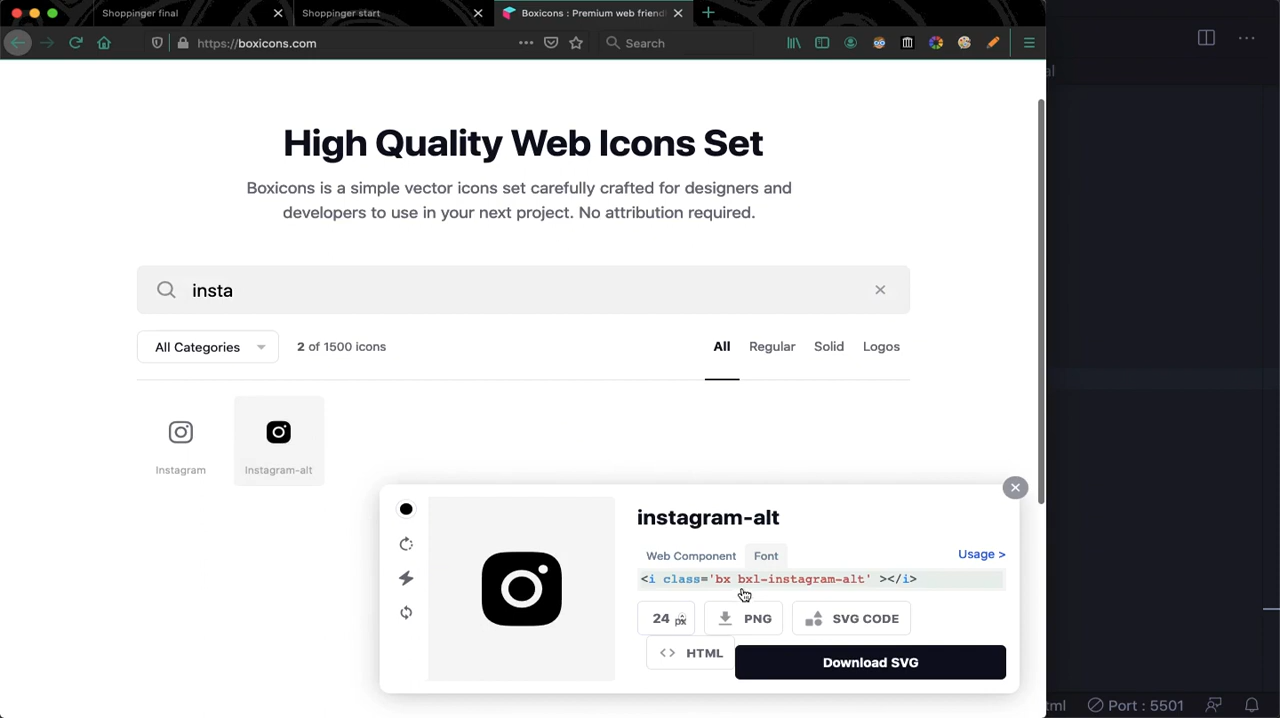 Shoppinger final
Shoppinger start
Boxicons : Premium web friend
https://boxicons.com
Search
High Quality Web Icons Set
Boxicons is a simple vector icons set carefully crafted for designers and
developers to use in your next project. No attribution required.
insta
All Categories
2 of 1500 icons
All Regular Solid Logos
Instagram
Instagram-alt
instagram-alt
Web Component Font Usage >
<i class='bx bxl-instagram-alt' ></i>
24 px PNG SVG CODE
<> HTML
Download SVG
Port : 5501